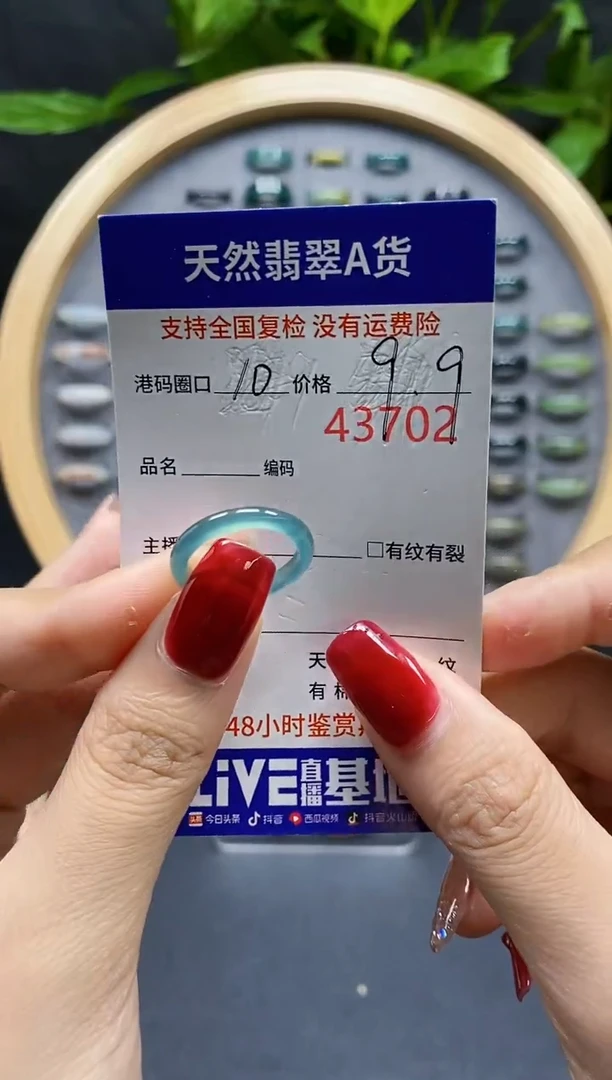 天然翡翠A货
支持全国复检 没有运费险
港码圈口 10 价格 9.9
43702
品名 编码
主播 有纹有裂
天 纹
有 棉
48小时鉴赏
LiVE直播基地
今日头条 抖音 西瓜视频 抖音火山